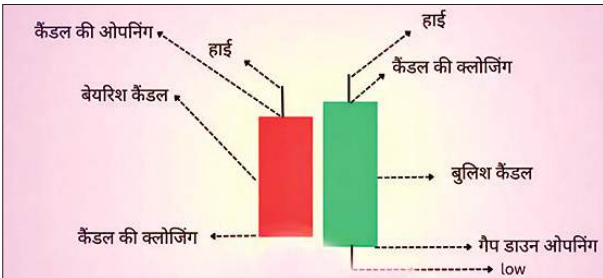 कैंडल की ओपनिंग
हाई
हाई
कैंडल की क्लोजिंग
बेयरिश कैंडल
बुलिश कैंडल
कैंडल की क्लोजिंग
गैप डाउन ओपनिंग
low